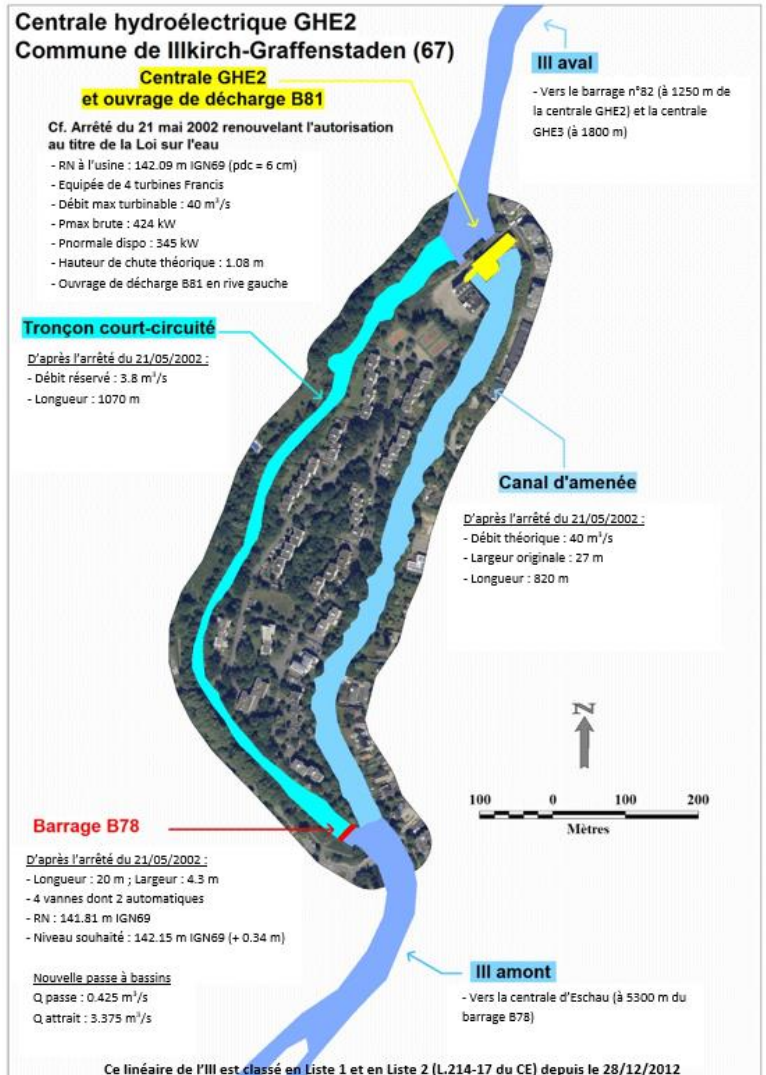 Centrale hydroélectrique GHE2
Commune de Illkirch-Graffenstaden (67)
Centrale GHE2
et ouvrage de décharge B81
Cf. Arrêté du 21 mai 2002 renouvelant l'autorisation
au titre de la Loi sur l'eau
- RN à l'usine : 142.09 m IGN69 (pdc = 6 cm)
- Equipée de 4 turbines Francis
- Débit max turbinable : 40 m³/s
- Pmax brute : 424 kW
- Pnormale dispo : 345 kW
- Hauteur de chute théorique : 1.08 m
- Ouvrage de décharge B81 en rive gauche
Ill aval
- Vers le barrage n°82 (à 1250 m de
la centrale GHE2) et la centrale
GHE3 (à 1800 m)
Tronçon court-circuité
D'après l'arrêté du 21/05/2002 :
- Débit réservé : 3.8 m³/s
- Longueur : 1070 m
Canal d'amenée
D'après l'arrêté du 21/05/2002 :
- Débit théorique : 40 m³/s
- Largeur originale : 27 m
- Longueur : 820 m
N
100 0 100 200
Mètres
Barrage B78
D'après l'arrêté du 21/05/2002 :
- Longueur : 20 m ; Largeur : 4.3 m
- 4 vannes dont 2 automatiques
- RN : 141.81 m IGN69
- Niveau souhaité : 142.15 m IGN69 (+ 0.34 m)
Nouvelle passe à bassins
Q passe : 0.425 m³/s
Q attrait : 3.375 m³/s
Ill amont
- Vers la centrale d'Eschau (à 5300 m du
barrage B78)
Ce linéaire de l'Ill est classé en Liste 1 et en Liste 2 (L.214-17 du CE) depuis le 28/12/2012